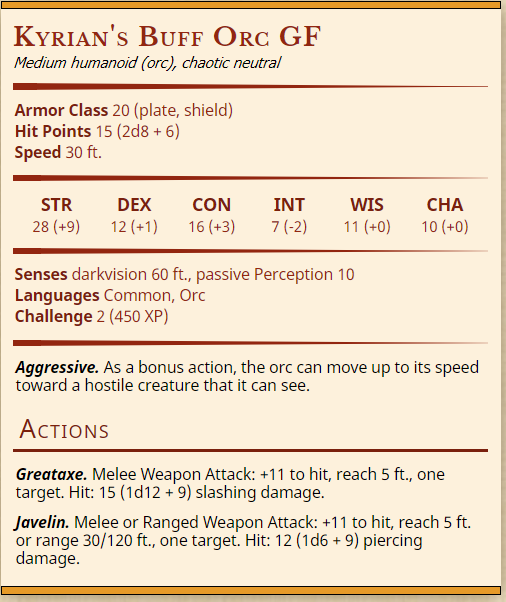 Kyrian's Buff Orc GF
Medium humanoid (orc), chaotic neutral
Armor Class 20 (plate, shield)
Hit Points 15 (2d8 + 6)
Speed 30 ft.
STR DEX CON INT WIS CHA
28 (+9) 12 (+1) 16 (+3) 7 (-2) 11 (+0) 10 (+0)
Senses darkvision 60 ft., passive Perception 10
Languages Common, Orc
Challenge 2 (450 XP)
Aggressive. As a bonus action, the orc can move up to its speed
toward a hostile creature that it can see.
Actions
Greataxe. Melee Weapon Attack: +11 to hit, reach 5 ft., one
target. Hit: 15 (1d12 + 9) slashing damage.
Javelin. Melee or Ranged Weapon Attack: +11 to hit, reach 5 ft.
or range 30/120 ft., one target. Hit: 12 (1d6 + 9) piercing
damage.